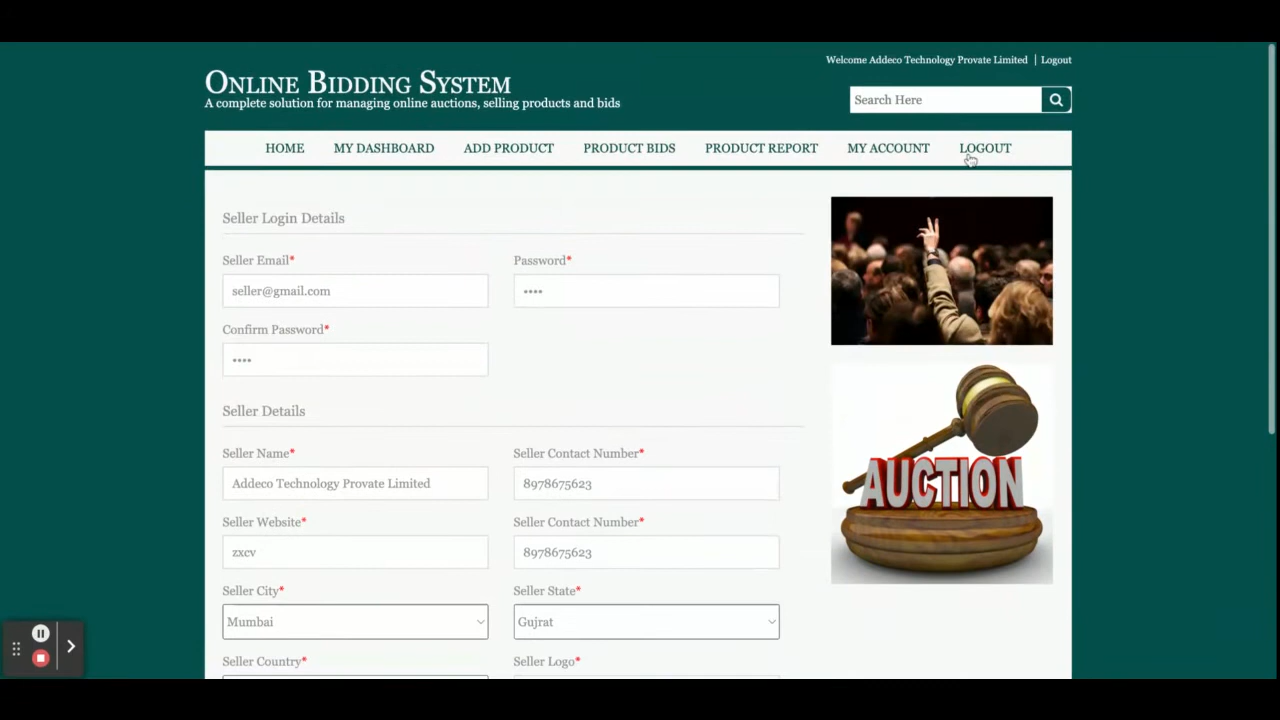 Welcome Addeco Technology Provate Limited | Logout
Online Bidding System
A complete solution for managing online auctions, selling products and bids
Search Here
HOME MY DASHBOARD ADD PRODUCT PRODUCT BIDS PRODUCT REPORT MY ACCOUNT LOGOUT
Seller Login Details
Seller Email* Password*
seller@gmail.com ••••
Confirm Password*
••••
Seller Details
Seller Name* Seller Contact Number*
Addeco Technology Provate Limited 8978675623
Seller Website* Seller Contact Number*
zxcv 8978675623
Seller City* Seller State*
Mumbai Gujrat
Seller Country* Seller Logo*
AUCTION